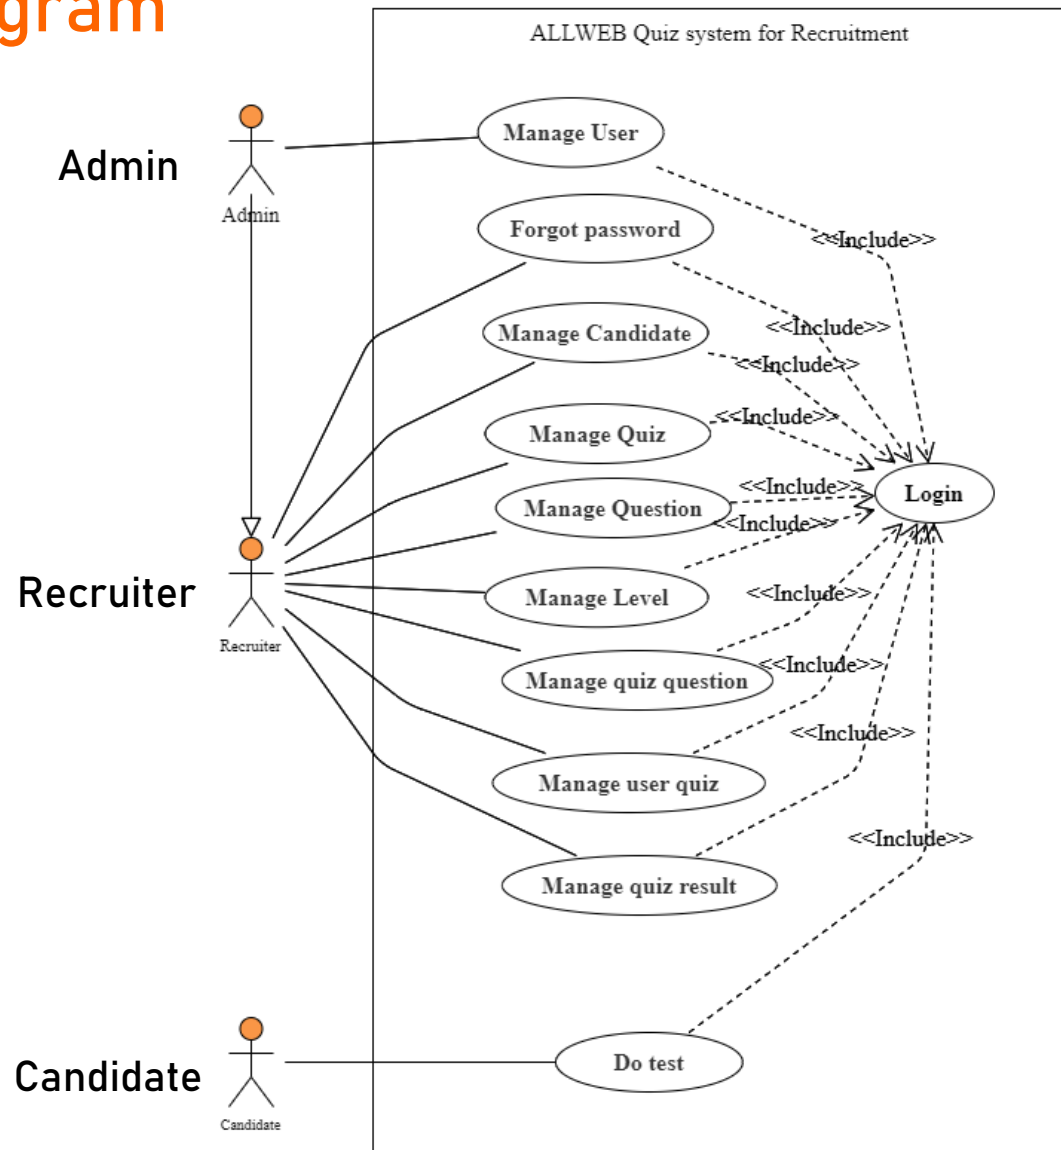 gram
ALLWEB Quiz system for Recruitment
Admin
Admin
Manage User
Forgot password
<<Include>>
<<Include>>
Manage Candidate
<<Include>>
Manage Quiz
<<Include>>
Manage Question
<<Include>>
Login
<<Include>>
Recruiter
Recruiter
Manage Level
<<Include>>
Manage quiz question
<<Include>>
Manage user quiz
<<Include>>
Manage quiz result
<<Include>>
Candidate
Candidate
Do test